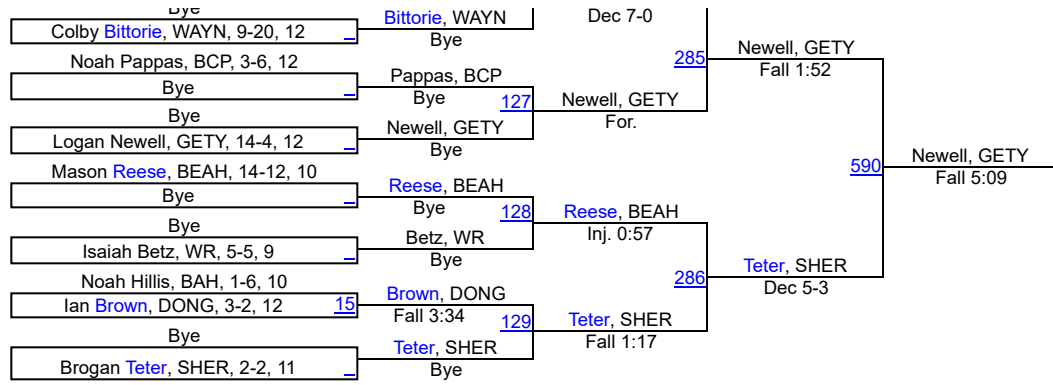 Bye
Colby Bittorie, WAYN, 9-20, 12
Noah Pappas, BCP, 3-6, 12
Bye
Bye
Logan Newell, GETY, 14-4, 12
Mason Reese, BEAH, 14-12, 10
Bye
Bye
Isaiah Betz, WR, 5-5, 9
Noah Hillis, BAH, 1-6, 10
Ian Brown, DONG, 3-2, 12 15
Bye
Brogan Teter, SHER, 2-2, 11
Bittorie, WAYN
Bye
Pappas, BCP
Bye
127
Newell, GETY
Bye
Reese, BEAH
Bye
128
Betz, WR
Bye
Brown, DONG
Fall 3:34
129
Teter, SHER
Bye
Dec 7-0
285
Newell, GETY
For.
Reese, BEAH
Inj. 0:57
286
Teter, SHER
Fall 1:17
Newell, GETY
Fall 1:52
590
Teter, SHER
Dec 5-3
Newell, GETY
Fall 5:09